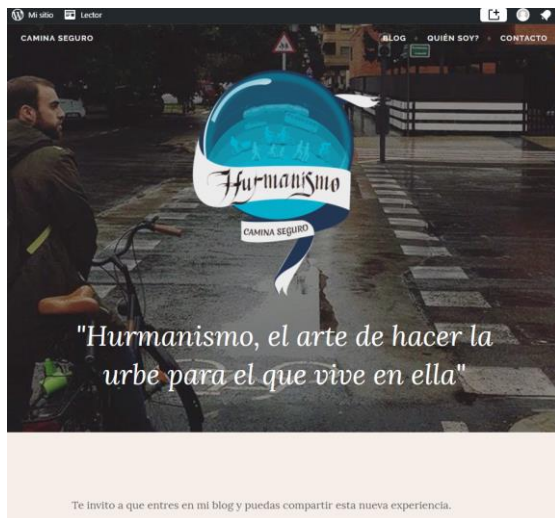 Mi sitio Lector
CAMINA SEGURO
BLOG QUIÉN SOY? CONTACTO
Hurmanismo
CAMINA SEGURO
"Hurmanismo, el arte de hacer la
urbe para el que vive en ella"
Te invito a que entres en mi blog y puedas compartir esta nueva experiencia.